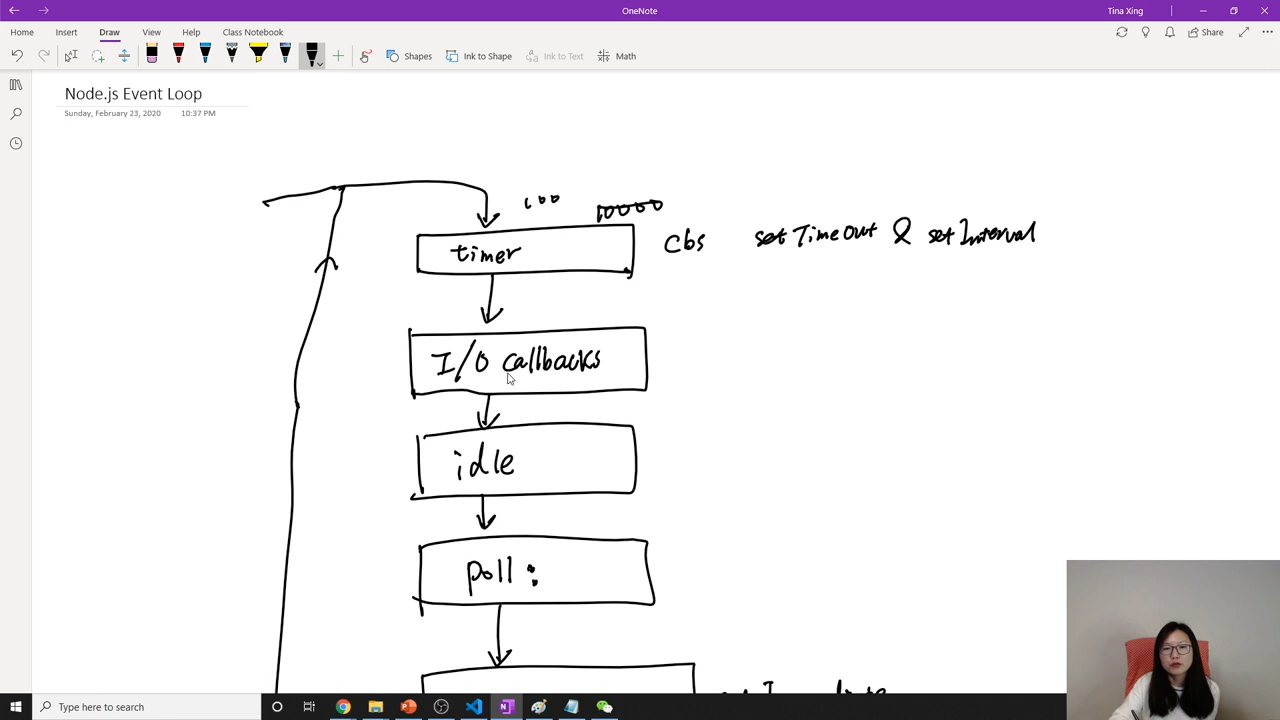 OneNote
Tina Xing
Home Insert Draw View Help Class Notebook
Share
Shapes Ink to Shape Ink to Text Math
Node.js Event Loop
Sunday, February 23, 2020 10:37 PM
100 10000
timer cbs setTimeOut & setInterval
I/O callbacks
idle
poll :
Type here to search